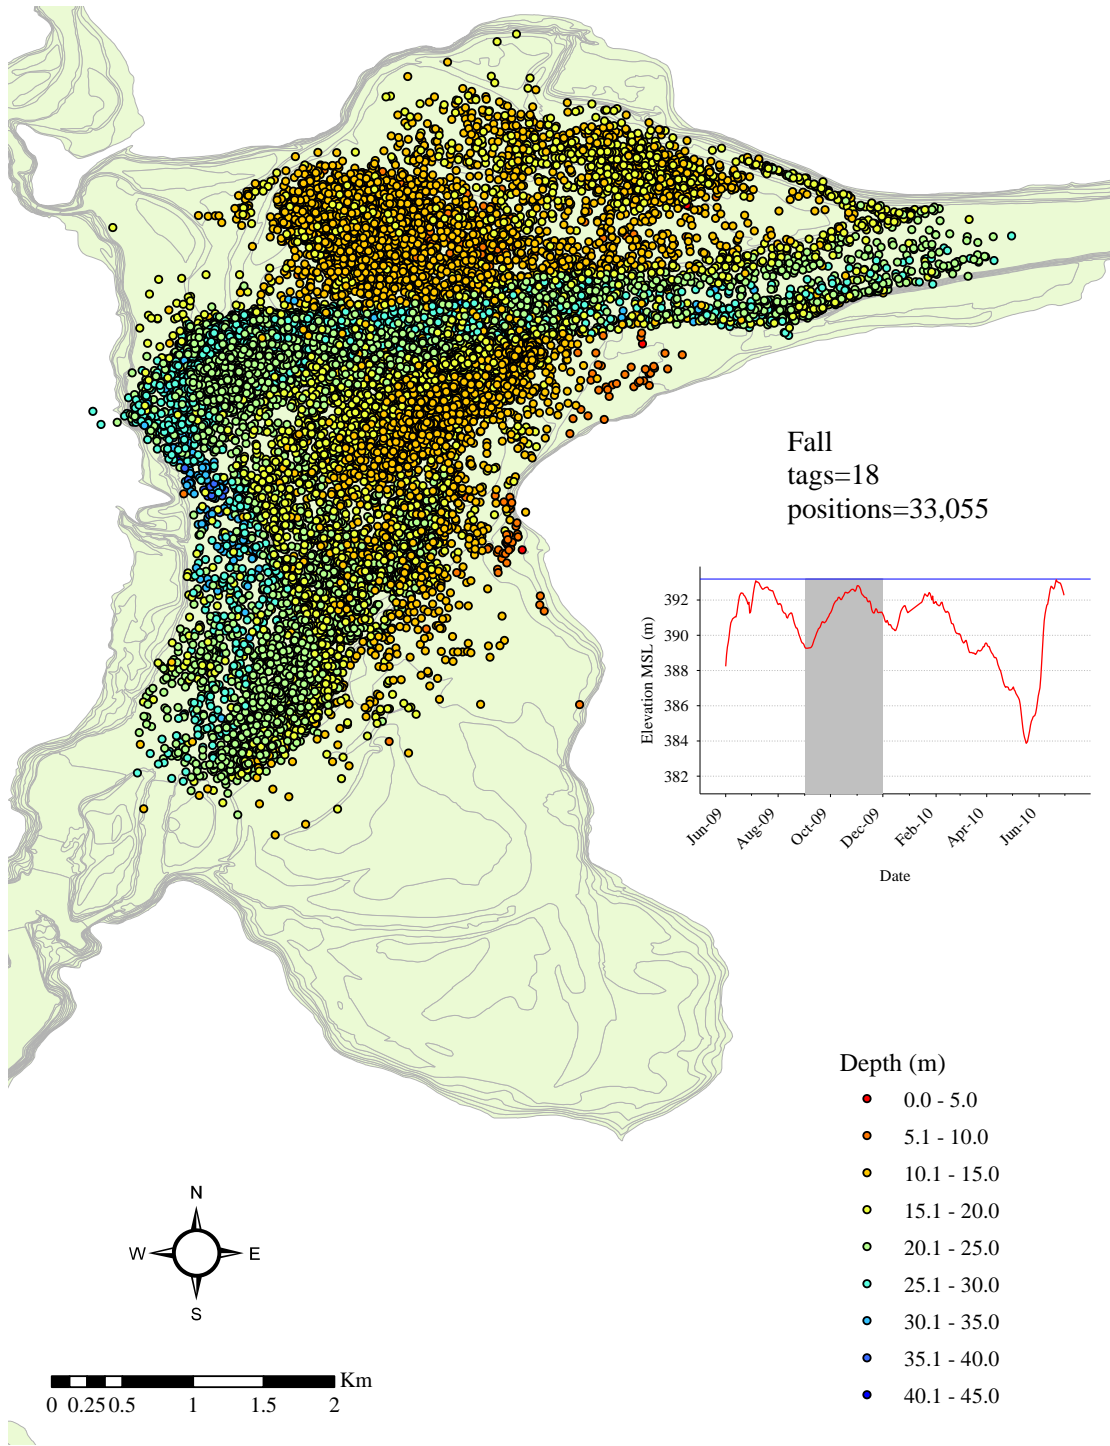 Fall
tags=18
positions=33,055
392
390
388
386
384
382
Elevation MSL (m)
Jun-09
Aug-09
Oct-09
Dec-09
Feb-10
Apr-10
Jun-10
Date
Depth (m)
0.0 - 5.0
5.1 - 10.0
10.1 - 15.0
15.1 - 20.0
20.1 - 25.0
25.1 - 30.0
30.1 - 35.0
35.1 - 40.0
40.1 - 45.0
N
W E
S
Km
0 0.25 0.5 1 1.5 2